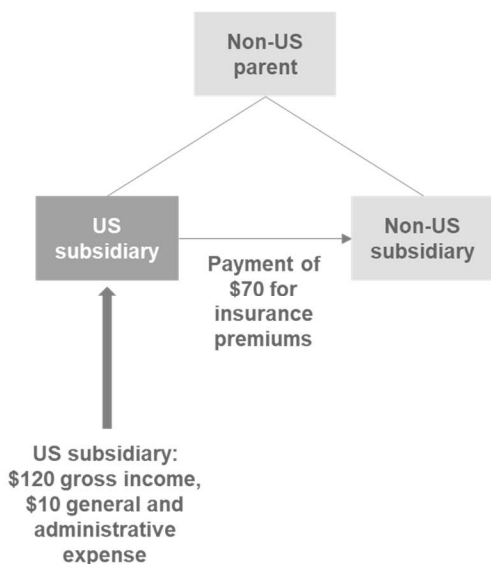 Non-US
parent
US
subsidiary
Non-US
subsidiary
Payment of
$70 for
insurance
premiums
US subsidiary:
$120 gross income,
$10 general and
administrative
expense